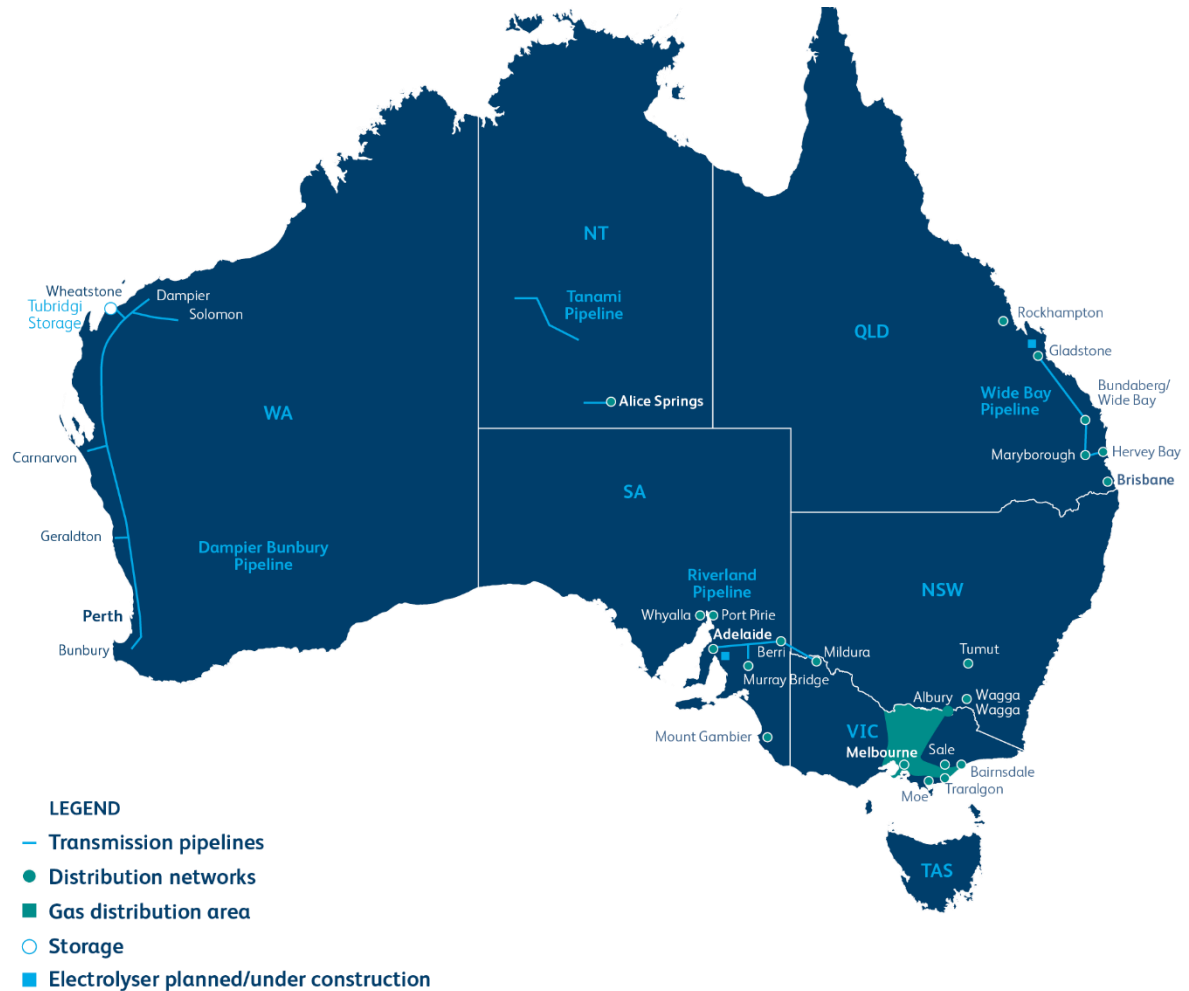 NT
Wheatstone
Tubridgi
Storage
Dampier
Solomon
Tanami
Pipeline
Rockhampton
QLD
Gladstone
Bundaberg/
Wide Bay
Wide Bay
Pipeline
Alice Springs
WA
Carnarvon
Maryborough
Hervey Bay
Brisbane
SA
Geraldton
Dampier Bunbury
Pipeline
Riverland
Pipeline
NSW
Perth
Whyalla
Port Pirie
Adelaide
Bunbury
Berri
Mildura
Tumut
Murray Bridge
Albury
Wagga
Wagga
Mount Gambier
VIC
Melbourne
Sale
Bairnsdale
Traralgon
Moe
TAS
LEGEND
Transmission pipelines
Distribution networks
Gas distribution area
Storage
Electrolyser planned/under construction